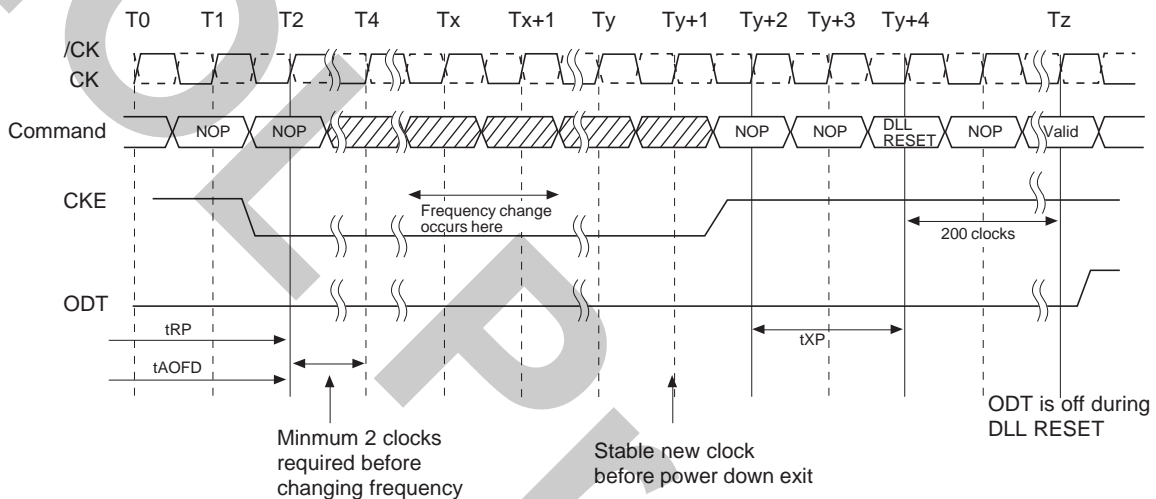 T0 T1 T2 T4 Tx Tx+1 Ty Ty+1 Ty+2 Ty+3 Ty+4 Tz
/CK
CK
Command NOP NOP NOP NOP DLL RESET NOP Valid
CKE
Frequency change
occurs here
200 clocks
ODT
tRP
tXP
tAOFD
Minmum 2 clocks
required before
changing frequency
Stable new clock
before power down exit
ODT is off during
DLL RESET